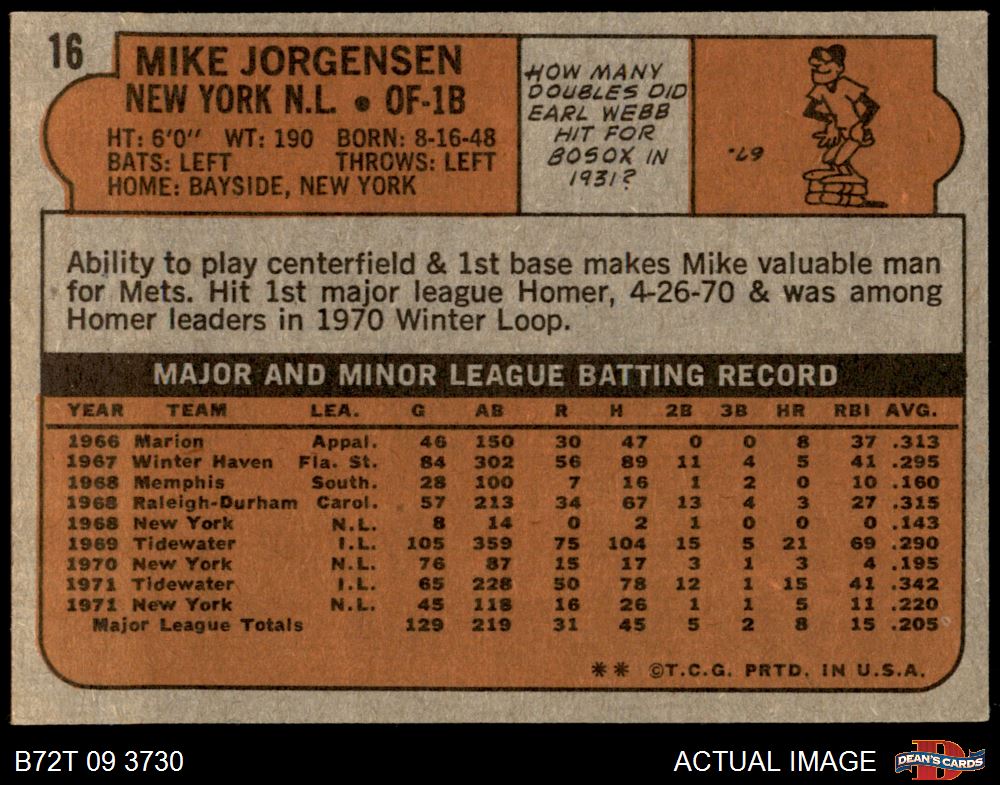 16
MIKE JORGENSEN
NEW YORK N.L. • OF-1B
HT: 6'0" WT: 190 BORN: 8-16-48
BATS: LEFT THROWS: LEFT
HOME: BAYSIDE, NEW YORK
HOW MANY
DOUBLES DID
EARL WEBB
HIT FOR
BOSOX IN
1931?
67.
Ability to play centerfield & 1st base makes Mike valuable man
for Mets. Hit 1st major league Homer, 4-26-70 & was among
Homer leaders in 1970 Winter Loop.
MAJOR AND MINOR LEAGUE BATTING RECORD
YEAR TEAM LEA. G AB R H 2B 3B HR RBI AVG.
1966 Marion Appal. 46 150 30 47 0 0 8 37 .313
1967 Winter Haven Fla. St. 84 302 56 89 11 4 5 41 .295
1968 Memphis South. 28 100 7 16 1 2 0 10 .160
1968 Raleigh-Durham Carol. 57 213 34 67 13 4 3 27 .315
1968 New York N.L. 8 14 0 2 1 0 0 0 .143
1969 Tidewater I.L. 105 359 75 104 15 5 21 69 .290
1970 New York N.L. 76 87 15 17 3 1 3 4 .195
1971 Tidewater I.L. 65 228 50 78 12 1 15 41 .342
1971 New York N.L. 45 118 16 26 1 1 5 11 .220
Major League Totals 129 219 31 45 5 2 8 15 .205
** ©T.C.G. PRTD. IN U.S.A.
B72T 09 3730
ACTUAL IMAGE
D
DEAN'S CARDS